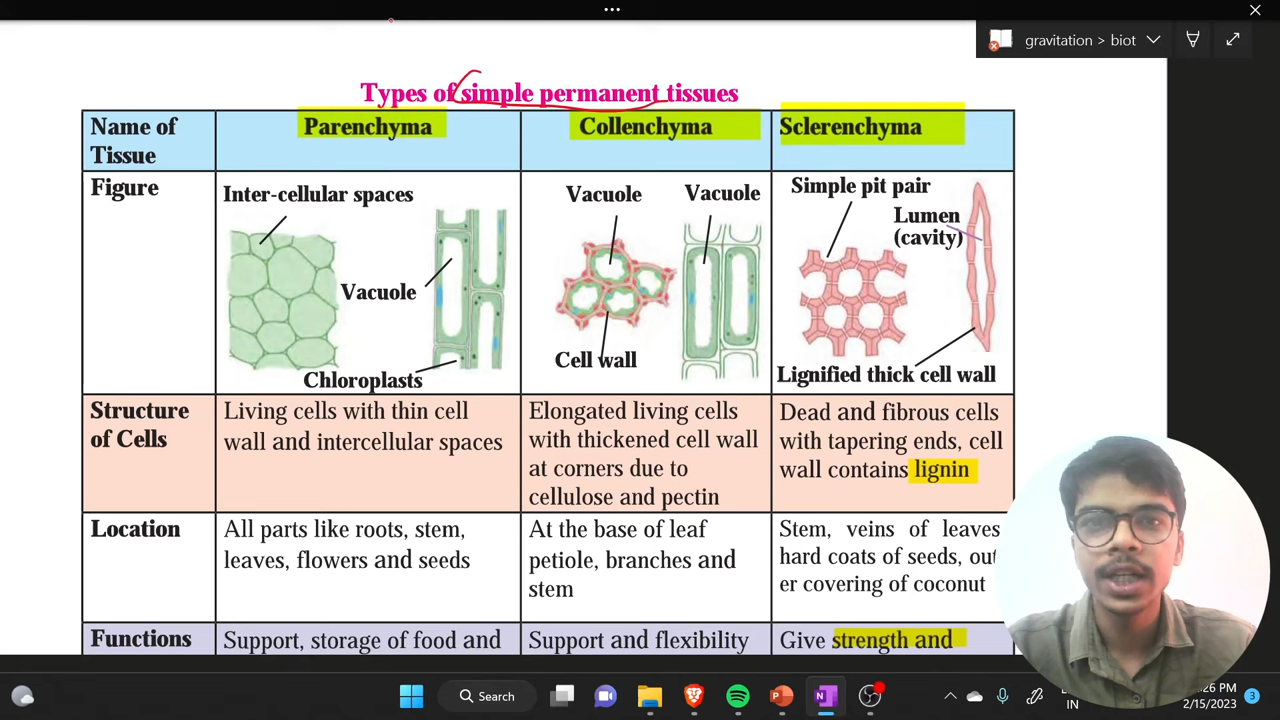 gravitation > biot
Types of simple permanent tissues
Name of Tissue
Parenchyma
Collenchyma
Sclerenchyma
Figure
Inter-cellular spaces
Vacuole
Chloroplasts
Vacuole
Vacuole
Cell wall
Simple pit pair
Lumen
(cavity)
Lignified thick cell wall
Structure
of Cells
Living cells with thin cell
wall and intercellular spaces
Elongated living cells
with thickened cell wall
at corners due to
cellulose and pectin
Dead and fibrous cells
with tapering ends, cell
wall contains lignin
Location
All parts like roots, stem,
leaves, flowers and seeds
At the base of leaf
petiole, branches and
stem
Stem, veins of leaves
hard coats of seeds, out
er covering of coconut
Functions
Support, storage of food and
Support and flexibility
Give strength and
Search
IN
:26 PM
2/15/2023
3